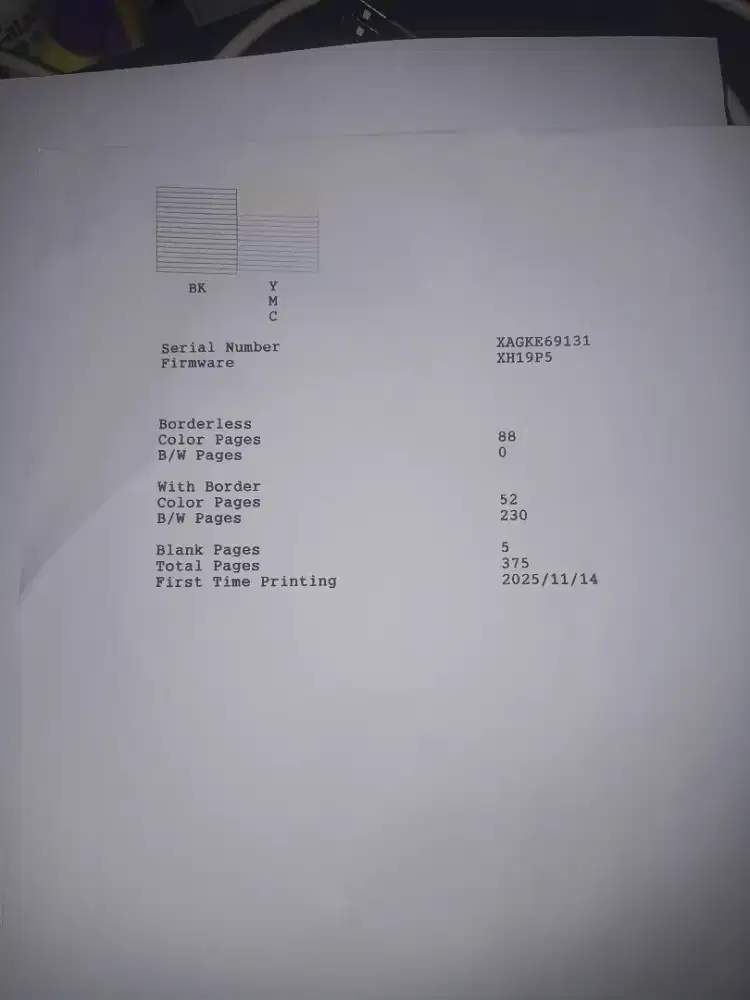 BK
Y
M
C
Serial Number XAGKE69131
Firmware XH19P5
Borderless
Color Pages 88
B/W Pages 0
With Border
Color Pages 52
B/W Pages 230
Blank Pages 5
Total Pages 375
First Time Printing 2025/11/14